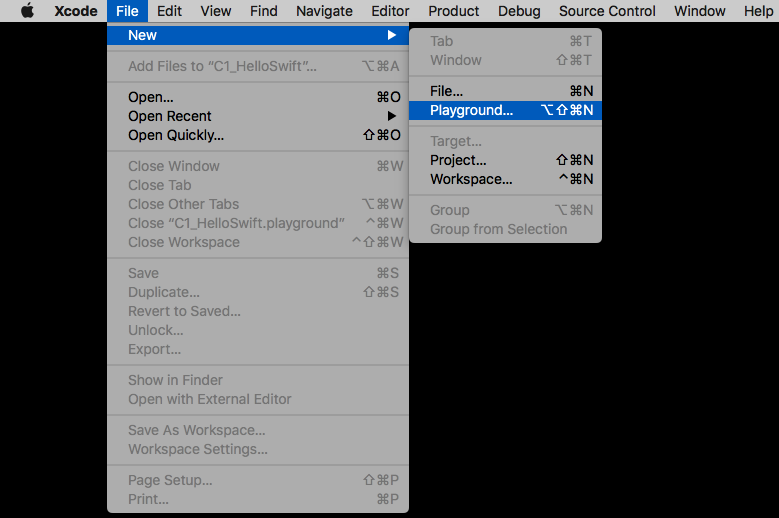 Xcode File Edit View Find Navigate Editor Product Debug Source Control Window Help
New ▶
Add Files to “C1_HelloSwift”... ⌥⌘A
Open... ⌘O
Open Recent ▶
Open Quickly... ⇧⌘O
Close Window ⌘W
Close Tab
Close Other Tabs ⌥⌘W
Close “C1_HelloSwift.playground” ^⌘W
Close Workspace ^⇧⌘W
Save ⌘S
Duplicate... ⇧⌘S
Revert to Saved...
Unlock...
Export...
Show in Finder
Open with External Editor
Save As Workspace...
Workspace Settings...
Page Setup... ⇧⌘P
Print... ⌘P
Tab ⌘T
Window ⇧⌘T
File... ⌘N
Playground... ⌥⇧⌘N
Target...
Project... ⇧⌘N
Workspace... ^⌘N
Group ⌥⌘N
Group from Selection